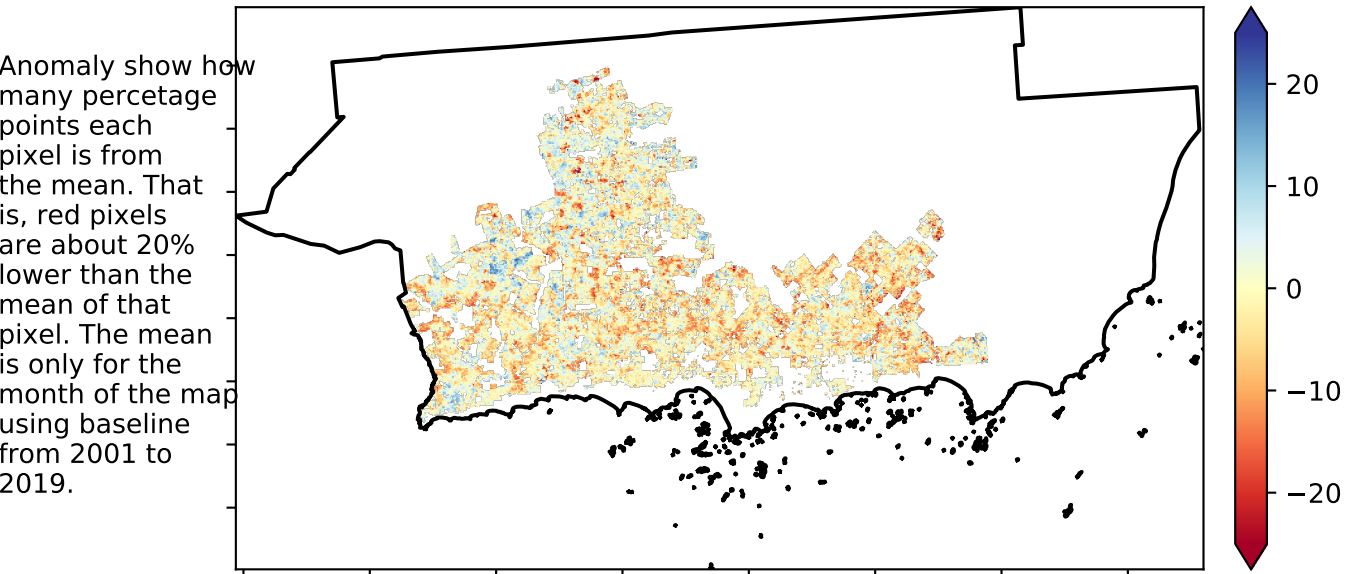 Anomaly show how
many percetage
points each
pixel is from
the mean. That
is, red pixels
are about 20%
lower than the
mean of that
pixel. The mean
is only for the
month of the map
using baseline
from 2001 to
2019.
20
10
0
−10
−20